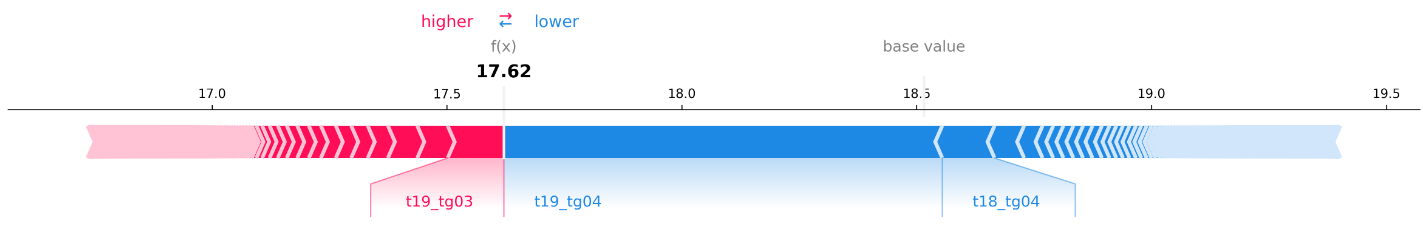 higher ⇄ lower
f(x) base value
17.62
17.0 17.5 18.0 18.5 19.0 19.5
t19_tg03 t19_tg04 t18_tg04